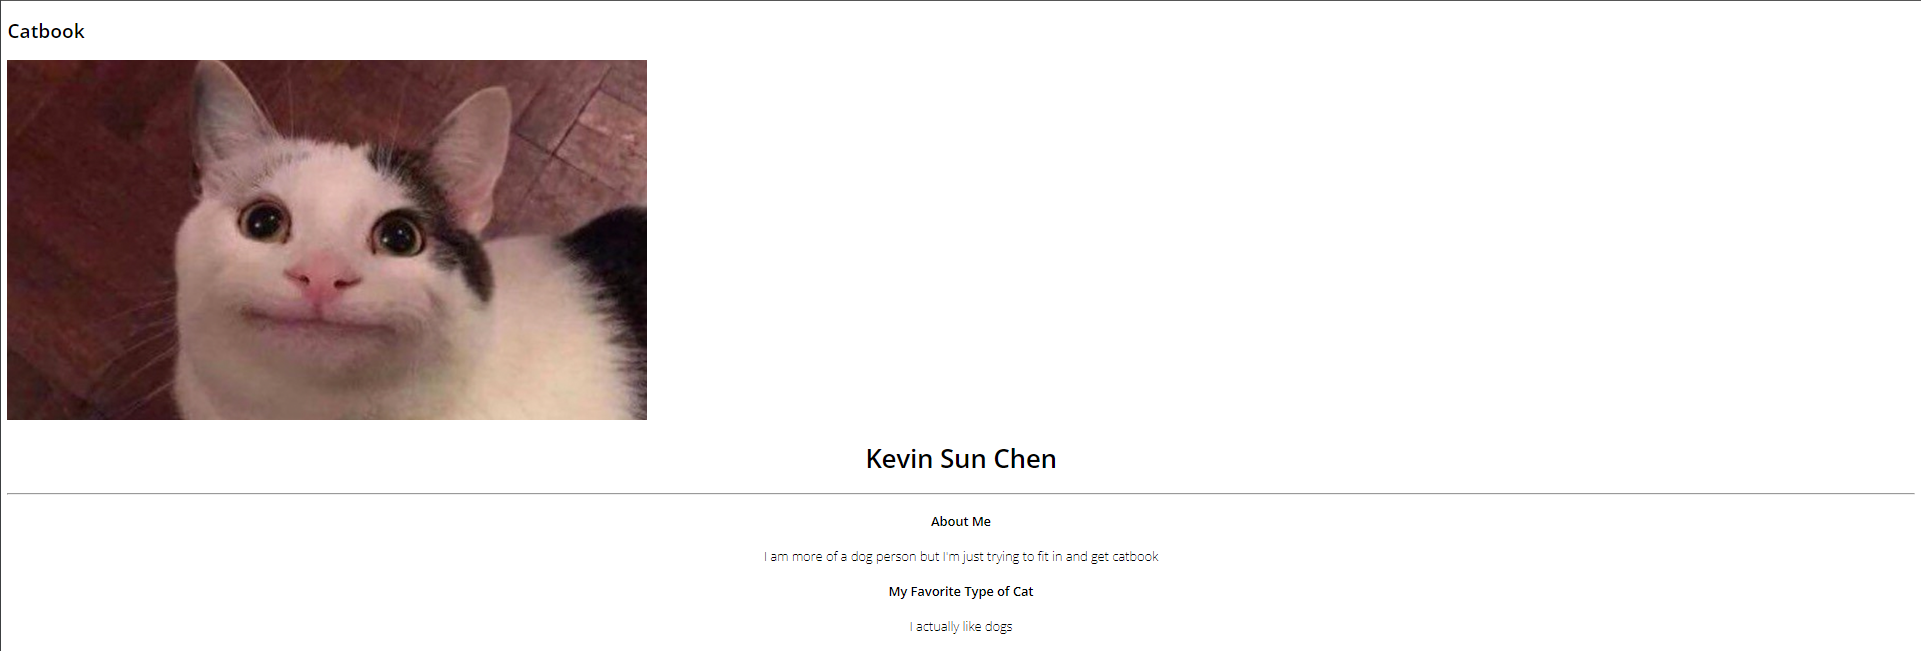 Catbook
Kevin Sun Chen
About Me
I am more of a dog person but I'm just trying to fit in and get catbook
My Favorite Type of Cat
I actually like dogs